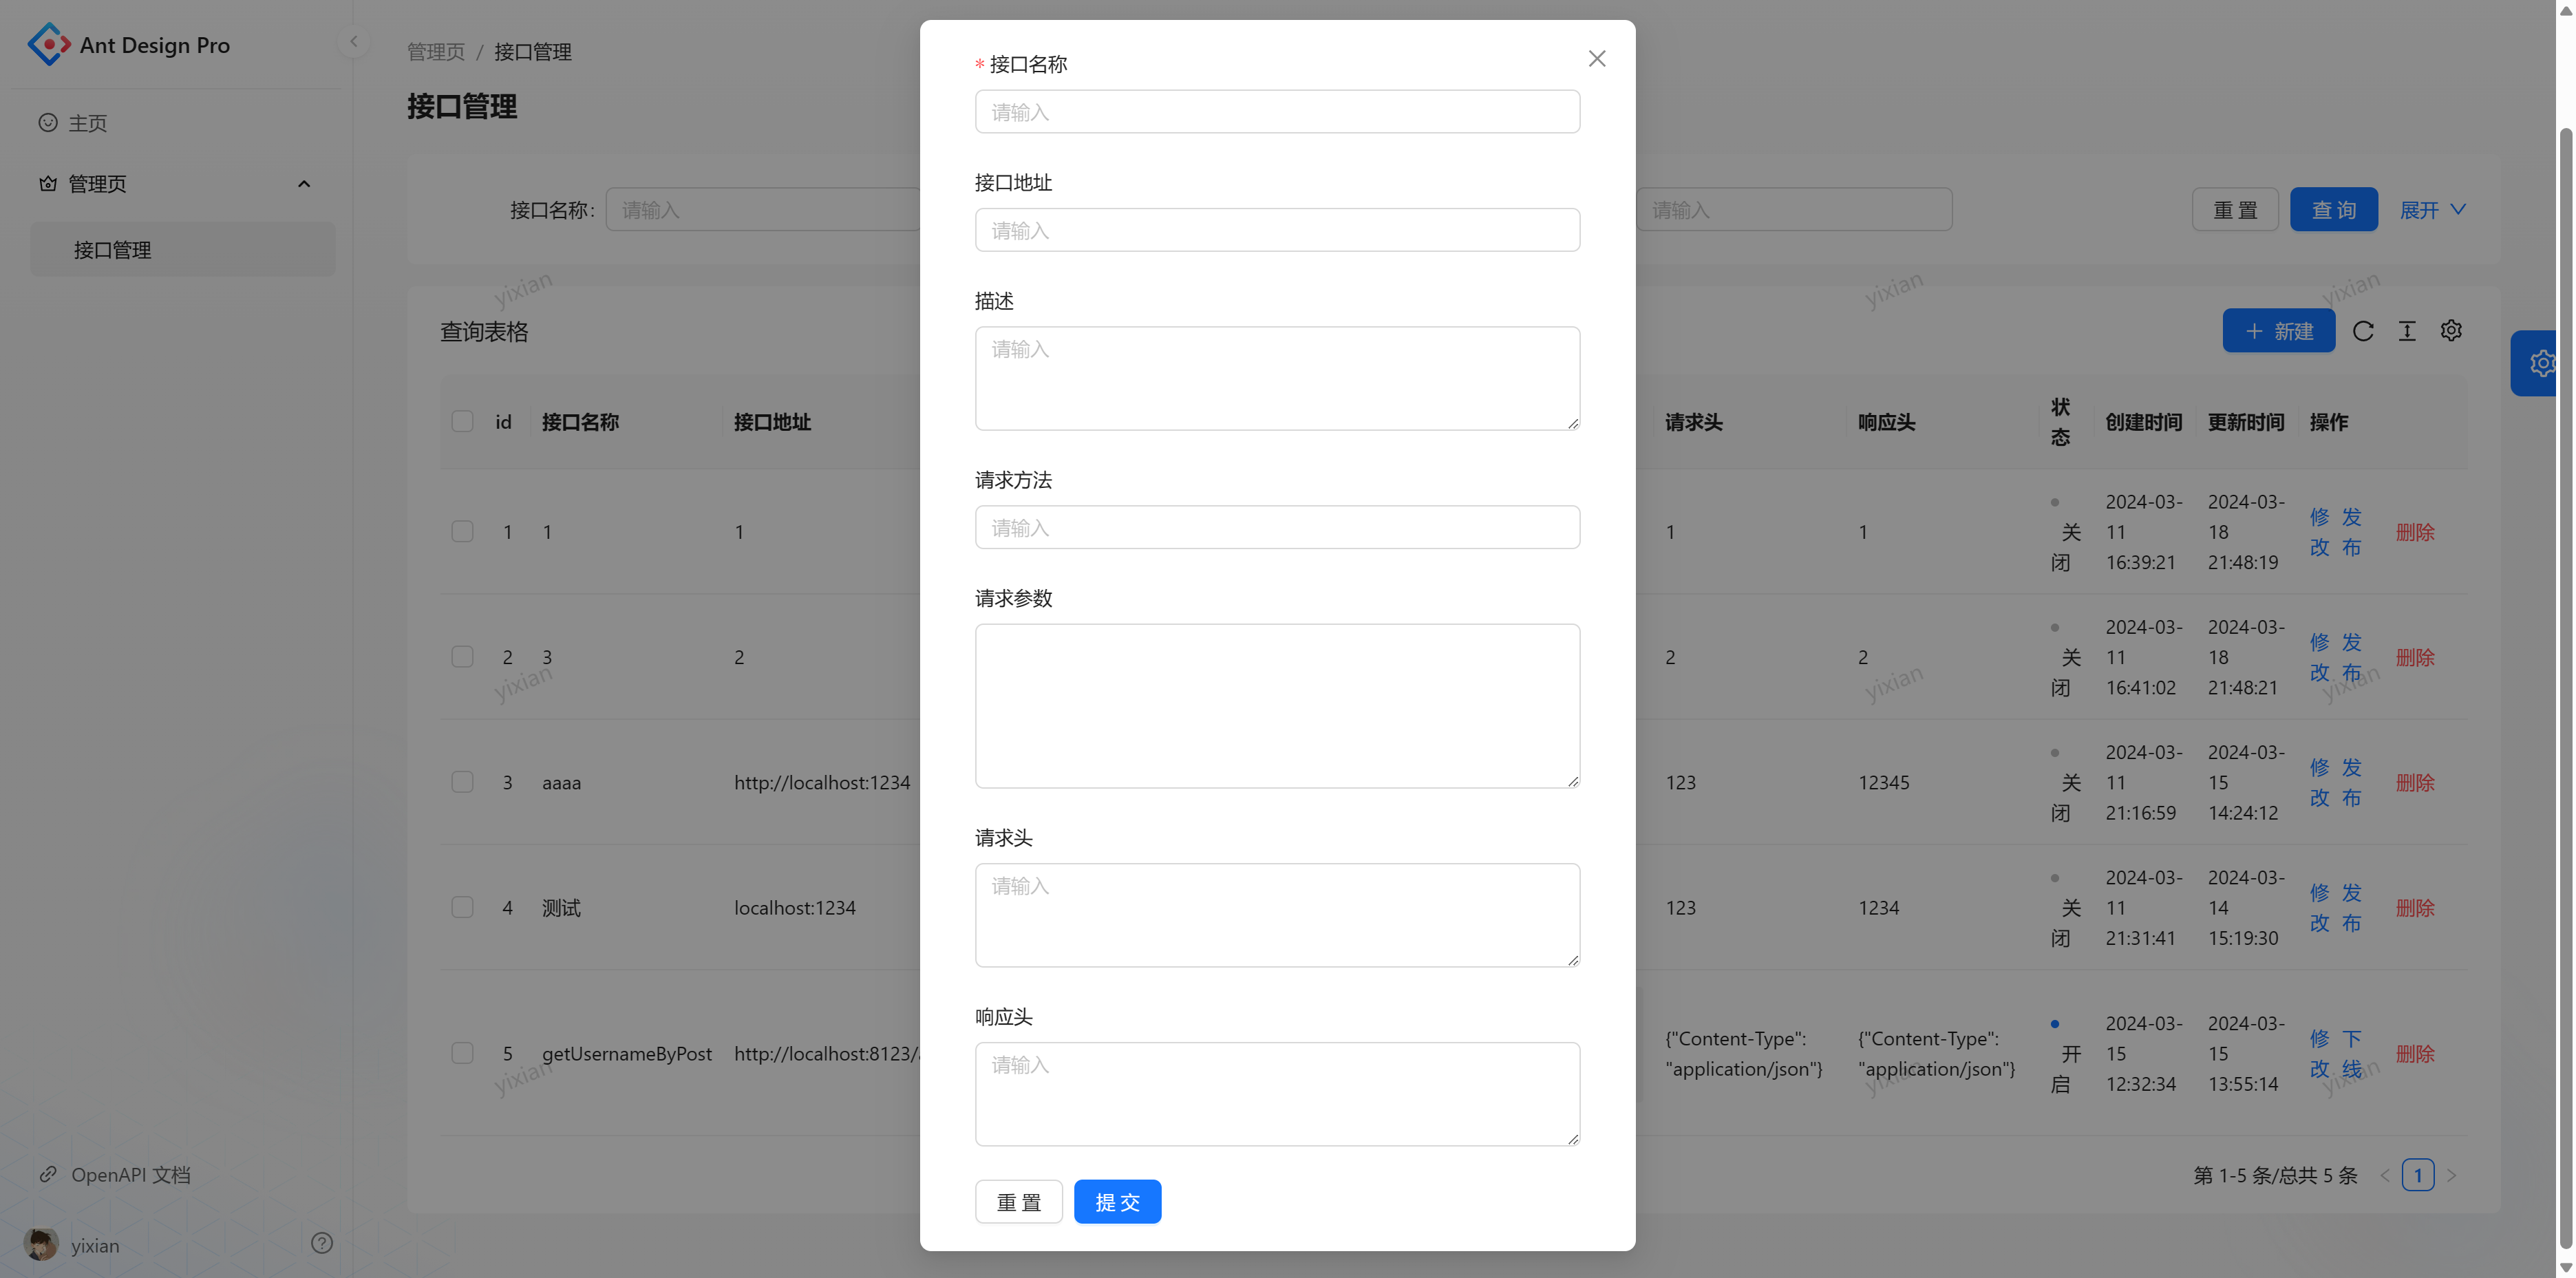 Ant Design Pro
主页
管理页
接口管理
OpenAPI 文档
yixian
管理页 / 接口管理
接口管理
接口名称:
请输入
请输入
重 置
查 询
展开
查询表格
新建
id
接口名称
接口地址
请求头
响应头
状
态
创建时间
更新时间
操作
1
1
1
1
1
关
闭
2024-03-
11
16:39:21
2024-03-
18
21:48:19
修 发
改 布
删除
2
3
2
2
2
关
闭
2024-03-
11
16:41:02
2024-03-
18
21:48:21
修 发
改 布
删除
3
aaaa
http://localhost:1234
123
12345
关
闭
2024-03-
11
21:16:59
2024-03-
15
14:24:12
修 发
改 布
删除
4
测试
localhost:1234
123
1234
关
闭
2024-03-
11
21:31:41
2024-03-
14
15:19:30
修 发
改 布
删除
5
getUsernameByPost
http://localhost:8123/
{"Content-Type":
"application/json"}
{"Content-Type":
"application/json"}
开
启
2024-03-
15
12:32:34
2024-03-
15
13:55:14
修 下
改 线
删除
第 1-5 条/总共 5 条
1
yixian
yixian
yixian
yixian
yixian
yixian
yixian
yixian
yixian
* 接口名称
请输入
接口地址
请输入
描述
请输入
请求方法
请输入
请求参数
请求头
请输入
响应头
请输入
重 置
提 交